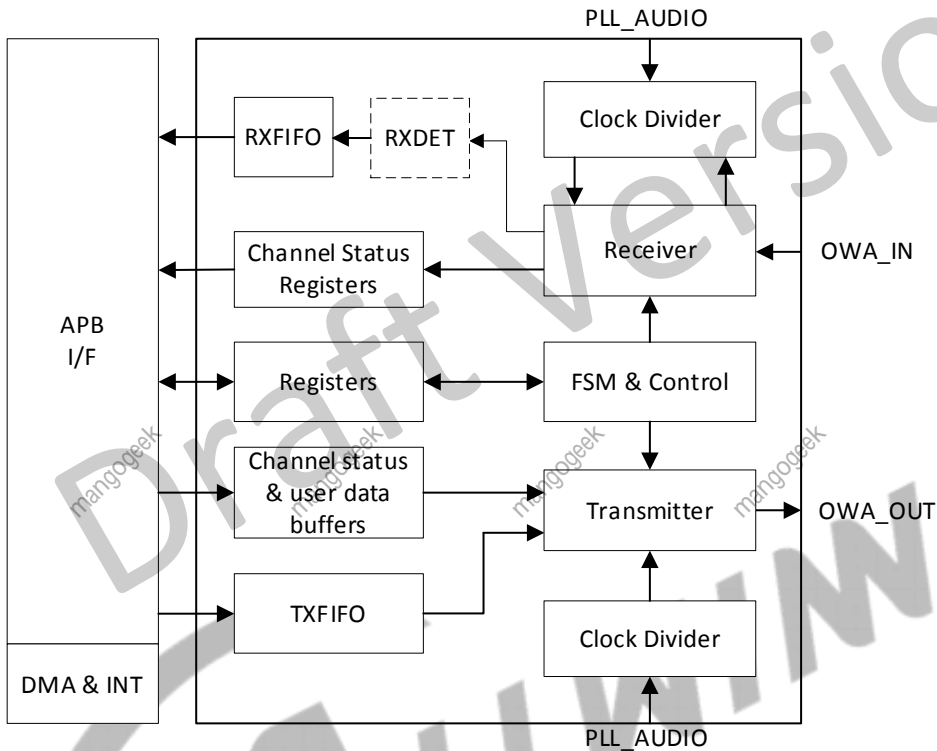 PLL_AUDIO
Clock Divider
RXFIFO
RXDET
Receiver
OWA_IN
Channel Status
Registers
APB
I/F
Registers
FSM & Control
Channel status
& user data
buffers
Transmitter
OWA_OUT
TXFIFO
Clock Divider
DMA & INT
PLL_AUDIO
Draft Versio
mangogeek
mangogeek
mangogeek
mangogeek